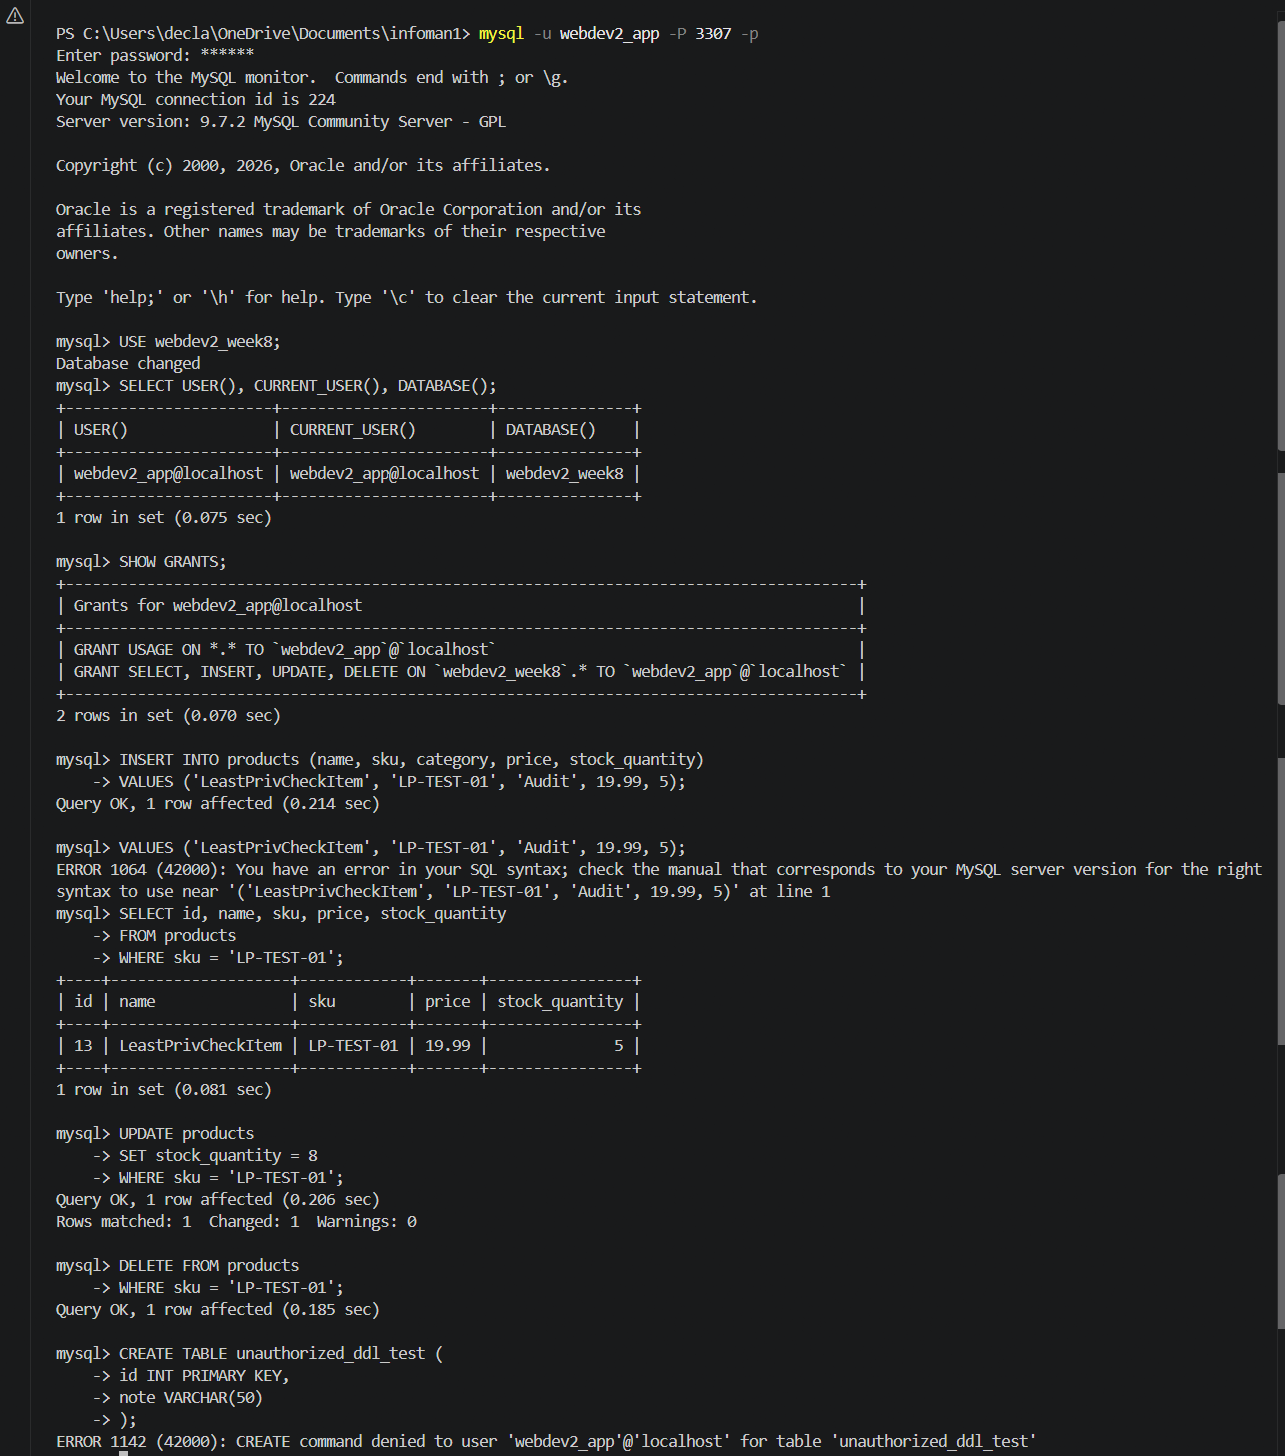 PS C:\Users\decla\OneDrive\Documents\infoman1> mysql -u webdev2_app -P 3307 -p
Enter password: ******
Welcome to the MySQL monitor.  Commands end with ; or \g.
Your MySQL connection id is 224
Server version: 9.7.2 MySQL Community Server - GPL

Copyright (c) 2000, 2026, Oracle and/or its affiliates.

Oracle is a registered trademark of Oracle Corporation and/or its
affiliates. Other names may be trademarks of their respective
owners.

Type 'help;' or '\h' for help. Type '\c' to clear the current input statement.

mysql> USE webdev2_week8;
Database changed
mysql> SELECT USER(), CURRENT_USER(), DATABASE();
+-----------------------+-----------------------+---------------+
| USER()                | CURRENT_USER()        | DATABASE()    |
+-----------------------+-----------------------+---------------+
| webdev2_app@localhost | webdev2_app@localhost | webdev2_week8 |
+-----------------------+-----------------------+---------------+
1 row in set (0.075 sec)

mysql> SHOW GRANTS;
+----------------------------------------------------------------------------------------+
| Grants for webdev2_app@localhost                                                       |
+----------------------------------------------------------------------------------------+
| GRANT USAGE ON *.* TO `webdev2_app`@`localhost`                                        |
| GRANT SELECT, INSERT, UPDATE, DELETE ON `webdev2_week8`.* TO `webdev2_app`@`localhost` |
+----------------------------------------------------------------------------------------+
2 rows in set (0.070 sec)

mysql> INSERT INTO products (name, sku, category, price, stock_quantity)
    -> VALUES ('LeastPrivCheckItem', 'LP-TEST-01', 'Audit', 19.99, 5);
Query OK, 1 row affected (0.214 sec)

mysql> VALUES ('LeastPrivCheckItem', 'LP-TEST-01', 'Audit', 19.99, 5);
ERROR 1064 (42000): You have an error in your SQL syntax; check the manual that corresponds to your MySQL server version for the right
syntax to use near '('LeastPrivCheckItem', 'LP-TEST-01', 'Audit', 19.99, 5)' at line 1
mysql> SELECT id, name, sku, price, stock_quantity
    -> FROM products
    -> WHERE sku = 'LP-TEST-01';
+----+--------------------+------------+-------+----------------+
| id | name               | sku        | price | stock_quantity |
+----+--------------------+------------+-------+----------------+
| 13 | LeastPrivCheckItem | LP-TEST-01 | 19.99 |              5 |
+----+--------------------+------------+-------+----------------+
1 row in set (0.081 sec)

mysql> UPDATE products
    -> SET stock_quantity = 8
    -> WHERE sku = 'LP-TEST-01';
Query OK, 1 row affected (0.206 sec)
Rows matched: 1  Changed: 1  Warnings: 0

mysql> DELETE FROM products
    -> WHERE sku = 'LP-TEST-01';
Query OK, 1 row affected (0.185 sec)

mysql> CREATE TABLE unauthorized_ddl_test (
    -> id INT PRIMARY KEY,
    -> note VARCHAR(50)
    -> );
ERROR 1142 (42000): CREATE command denied to user 'webdev2_app'@'localhost' for table 'unauthorized_ddl_test'